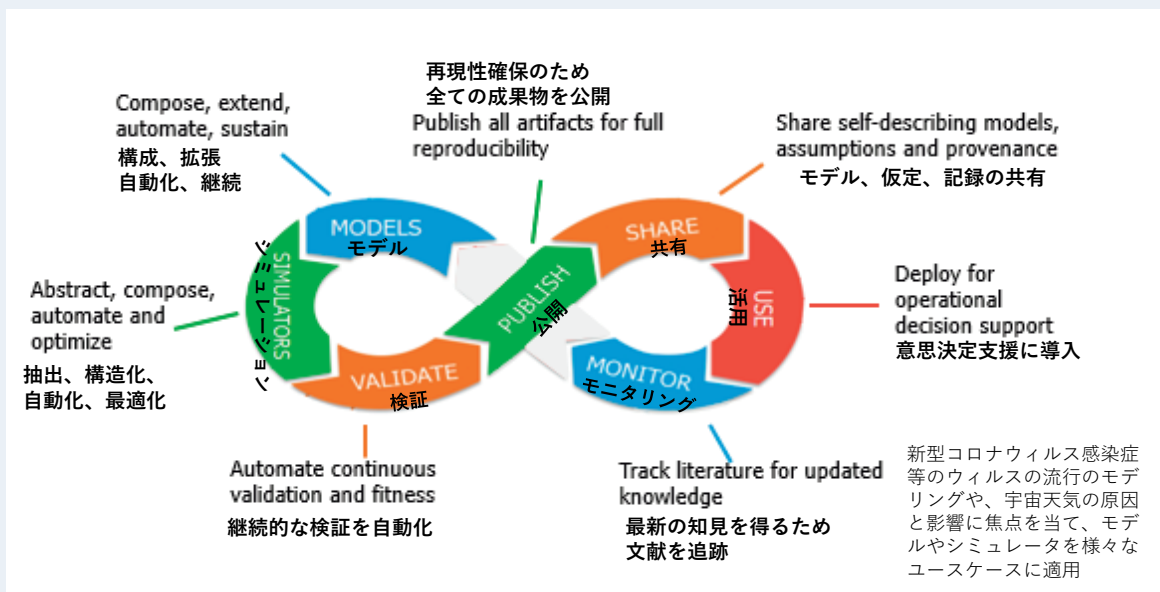 再現性確保のため
全ての成果物を公開
Publish all artifacts for full
reproducibility
Compose, extend,
automate, sustain
構成、拡張
自動化、継続
Share self-describing models,
assumptions and provenance
モデル、仮定、記録の共有
MODELS
モデル
SHARE
共有
SIMULATORS
シミュレーション
PUBLISH
公開
USE
活用
Abstract, compose,
automate and
optimize
抽出、構造化、
自動化、最適化
Deploy for
operational
decision support
意思決定支援に導入
VALIDATE
検証
MONITOR
モニタリング
Automate continuous
validation and fitness
継続的な検証を自動化
Track literature for updated
knowledge
最新の知見を得るため
文献を追跡
新型コロナウィルス感染症
等のウィルスの流行のモデ
リングや、宇宙天気の原因
と影響に焦点を当て、モデ
ルやシミュレータを様々な
ユースケースに適用